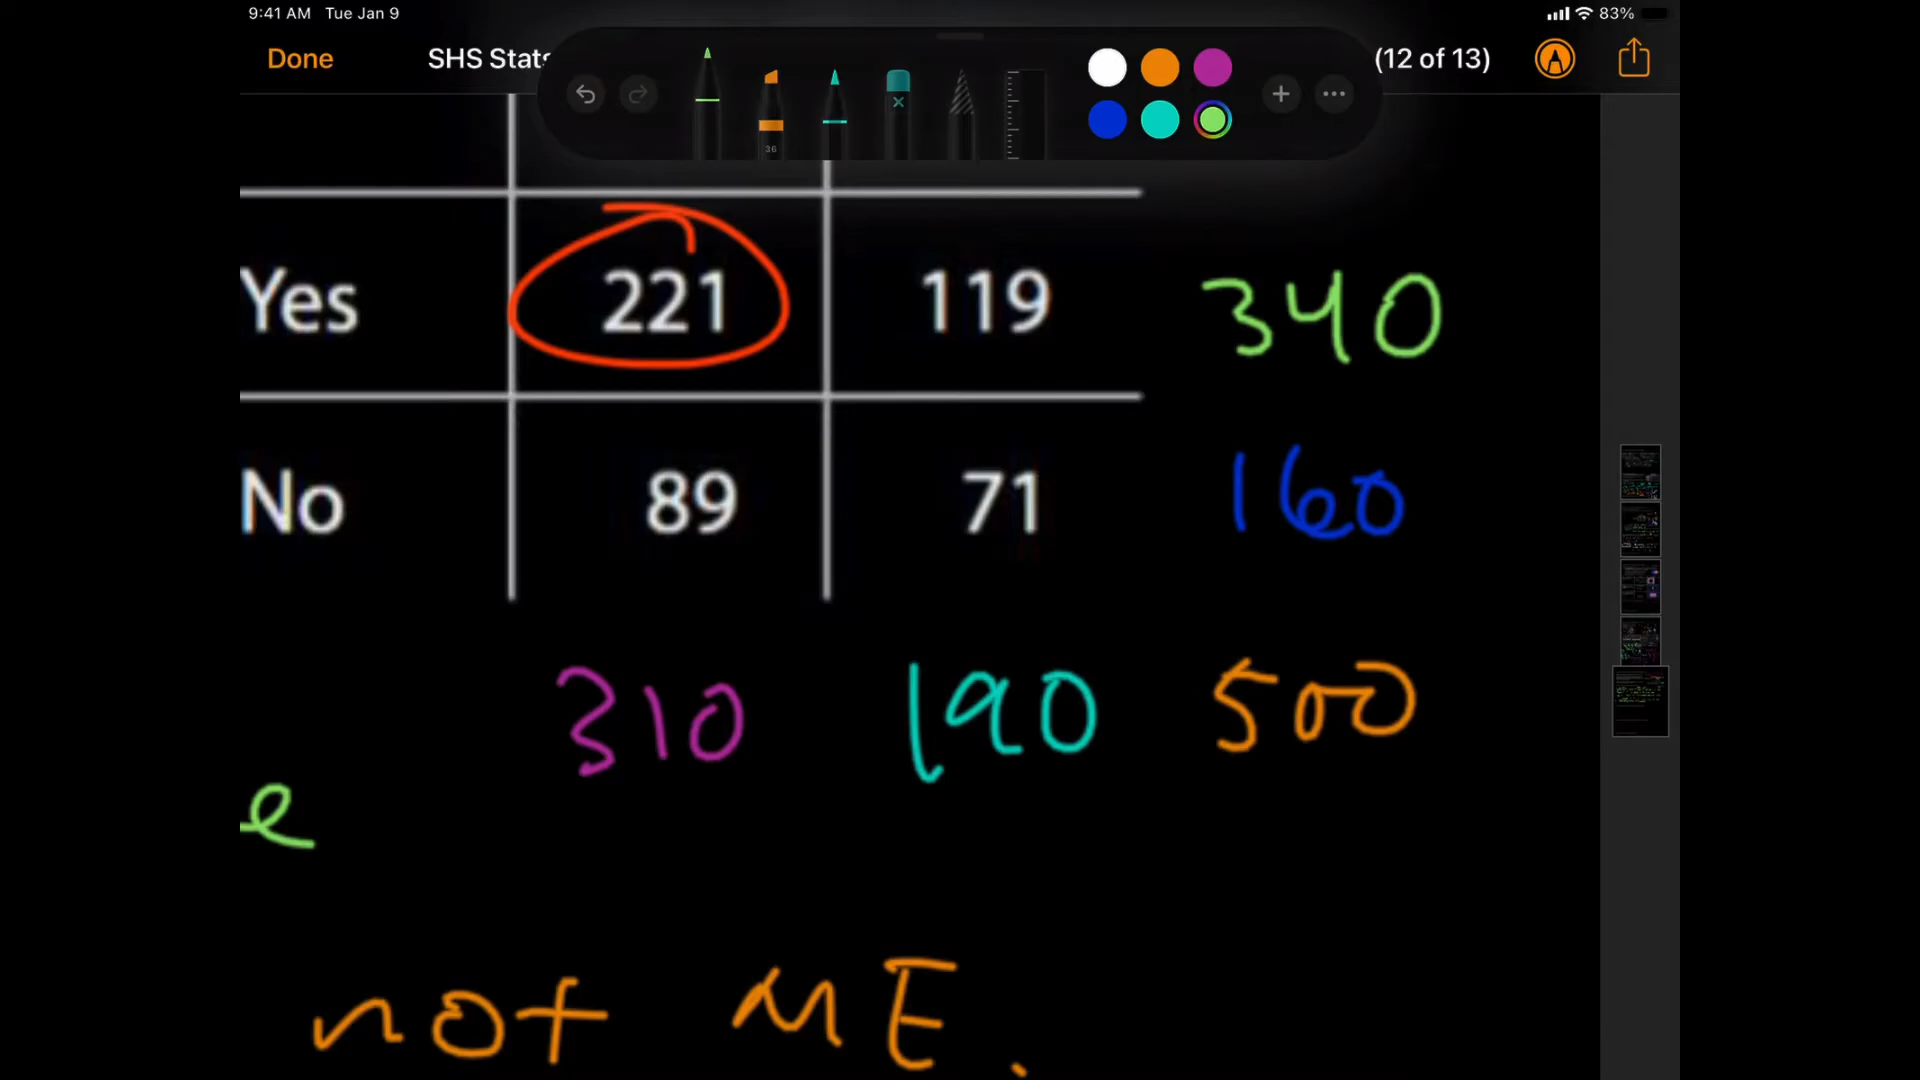 9:41 AM Tue Jan 9 83%
Done SHS Stats (12 of 13)
36
Yes 221 119 340
No 89 71 160
310 190 500
e
not ME.